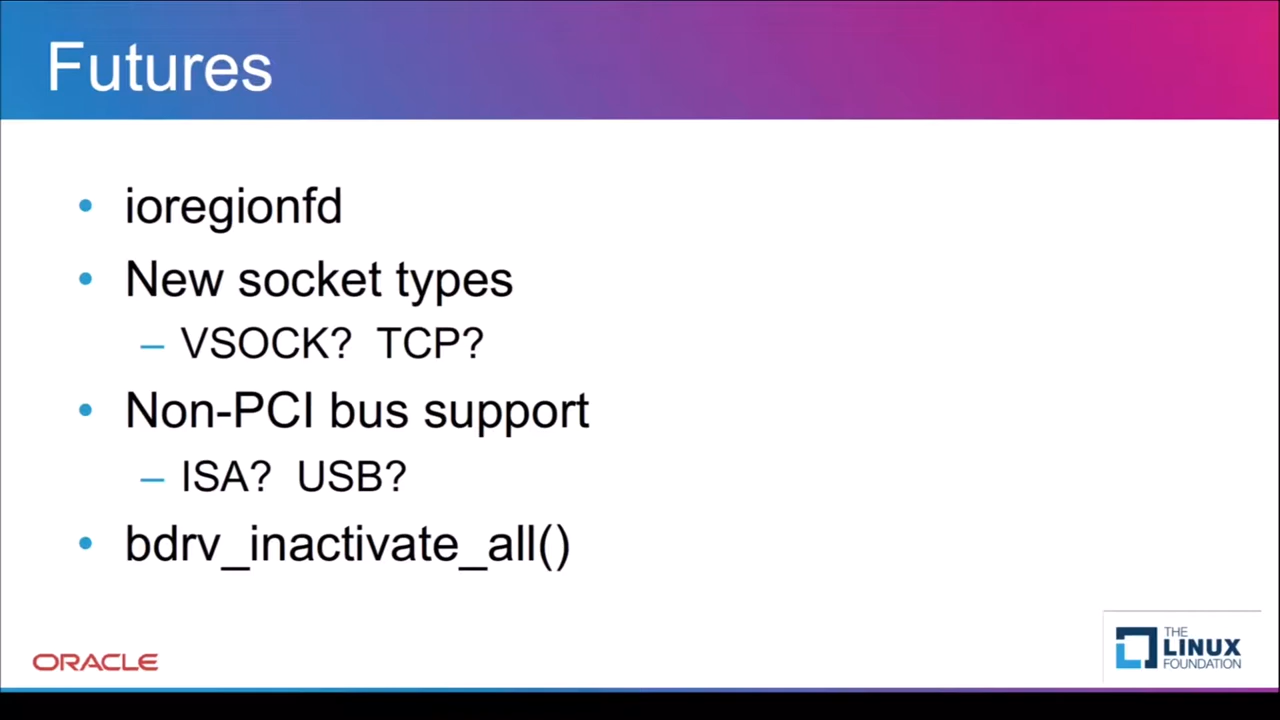 Futures
• ioregionfd
• New socket types
– VSOCK? TCP?
• Non-PCI bus support
– ISA? USB?
• bdrv_inactivate_all()
ORACLE
THE
LINUX
FOUNDATION